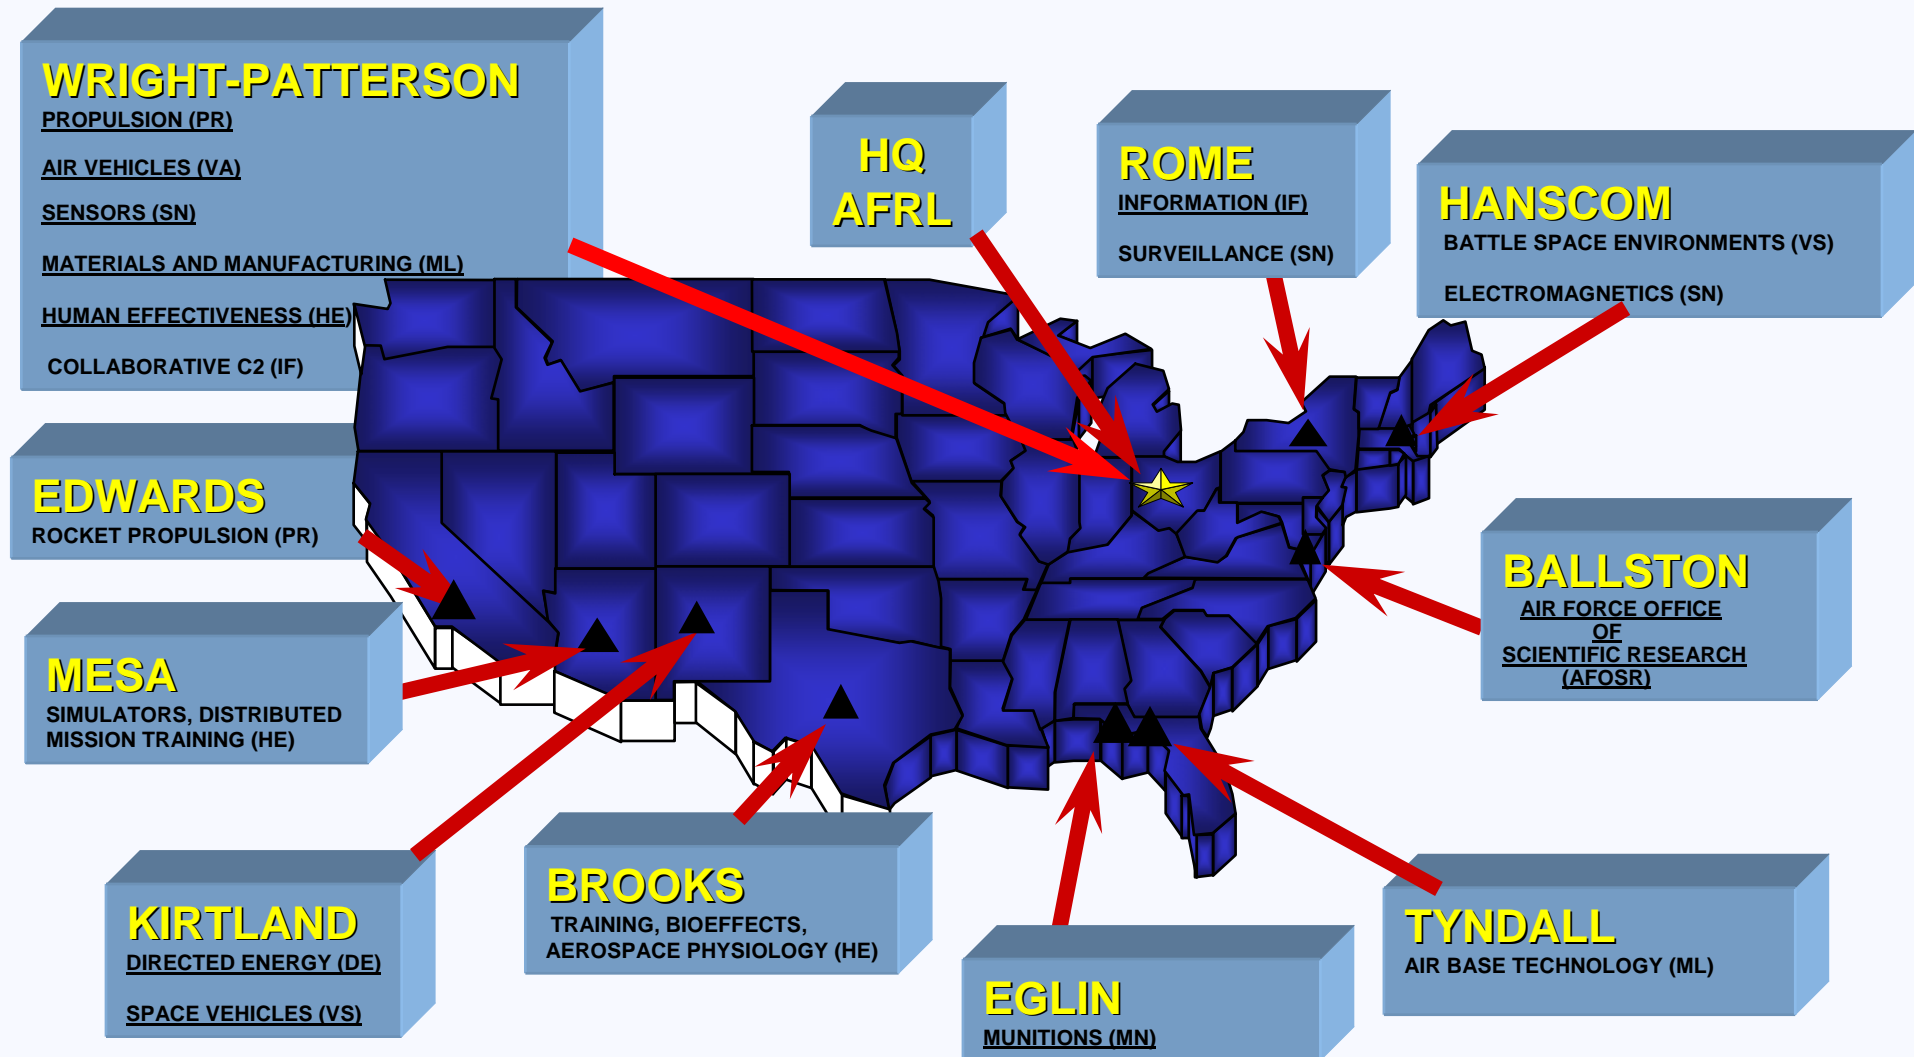 WRIGHT-PATTERSON
PROPULSION (PR)
AIR VEHICLES (VA)
SENSORS (SN)
MATERIALS AND MANUFACTURING (ML)
HUMAN EFFECTIVENESS (HE)
COLLABORATIVE C2 (IF)
HQ
AFRL
ROME
INFORMATION (IF)
SURVEILLANCE (SN)
HANSCOM
BATTLE SPACE ENVIRONMENTS (VS)
ELECTROMAGNETICS (SN)
EDWARDS
ROCKET PROPULSION (PR)
BALLSTON
AIR FORCE OFFICE
OF
SCIENTIFIC RESEARCH
(AFOSR)
MESA
SIMULATORS, DISTRIBUTED
MISSION TRAINING (HE)
KIRTLAND
DIRECTED ENERGY (DE)
SPACE VEHICLES (VS)
BROOKS
TRAINING, BIOEFFECTS,
AEROSPACE PHYSIOLOGY (HE)
EGLIN
MUNITIONS (MN)
TYNDALL
AIR BASE TECHNOLOGY (ML)